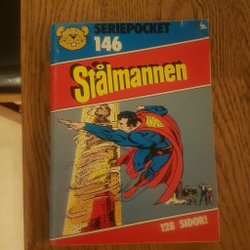 SERIEPOCKET
146
Stålmannen
128 SIDOR!